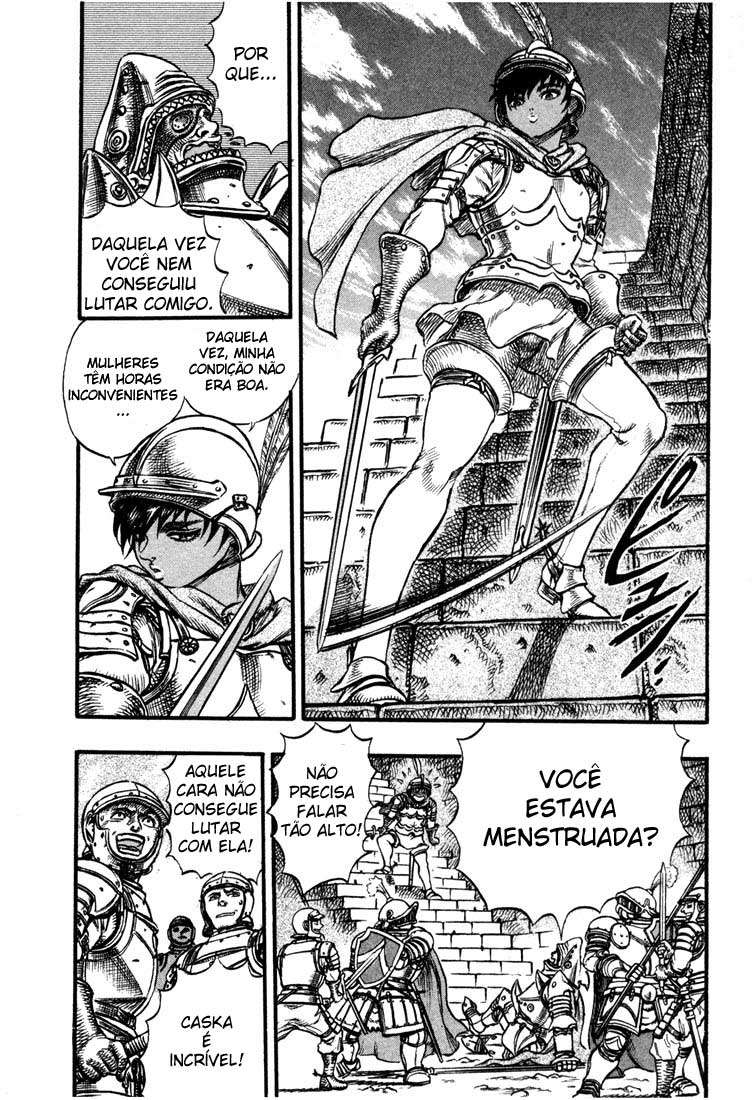 POR
QUE...
DAQUELA VEZ
VOCÊ NEM
CONSEGUIU
LUTAR COMIGO.
DAQUELA
VEZ, MINHA
CONDIÇÃO NÃO
ERA BOA.
MULHERES
TÊM HORAS
INCONVENIENTES
...
VOCÊ
ESTAVA
MENSTRUADA?
NÃO
PRECISA
FALAR
TÃO ALTO!
AQUELE
CARA NÃO
CONSEGUE
LUTAR
COM ELA!
CASKA
É
INCRÍVEL!